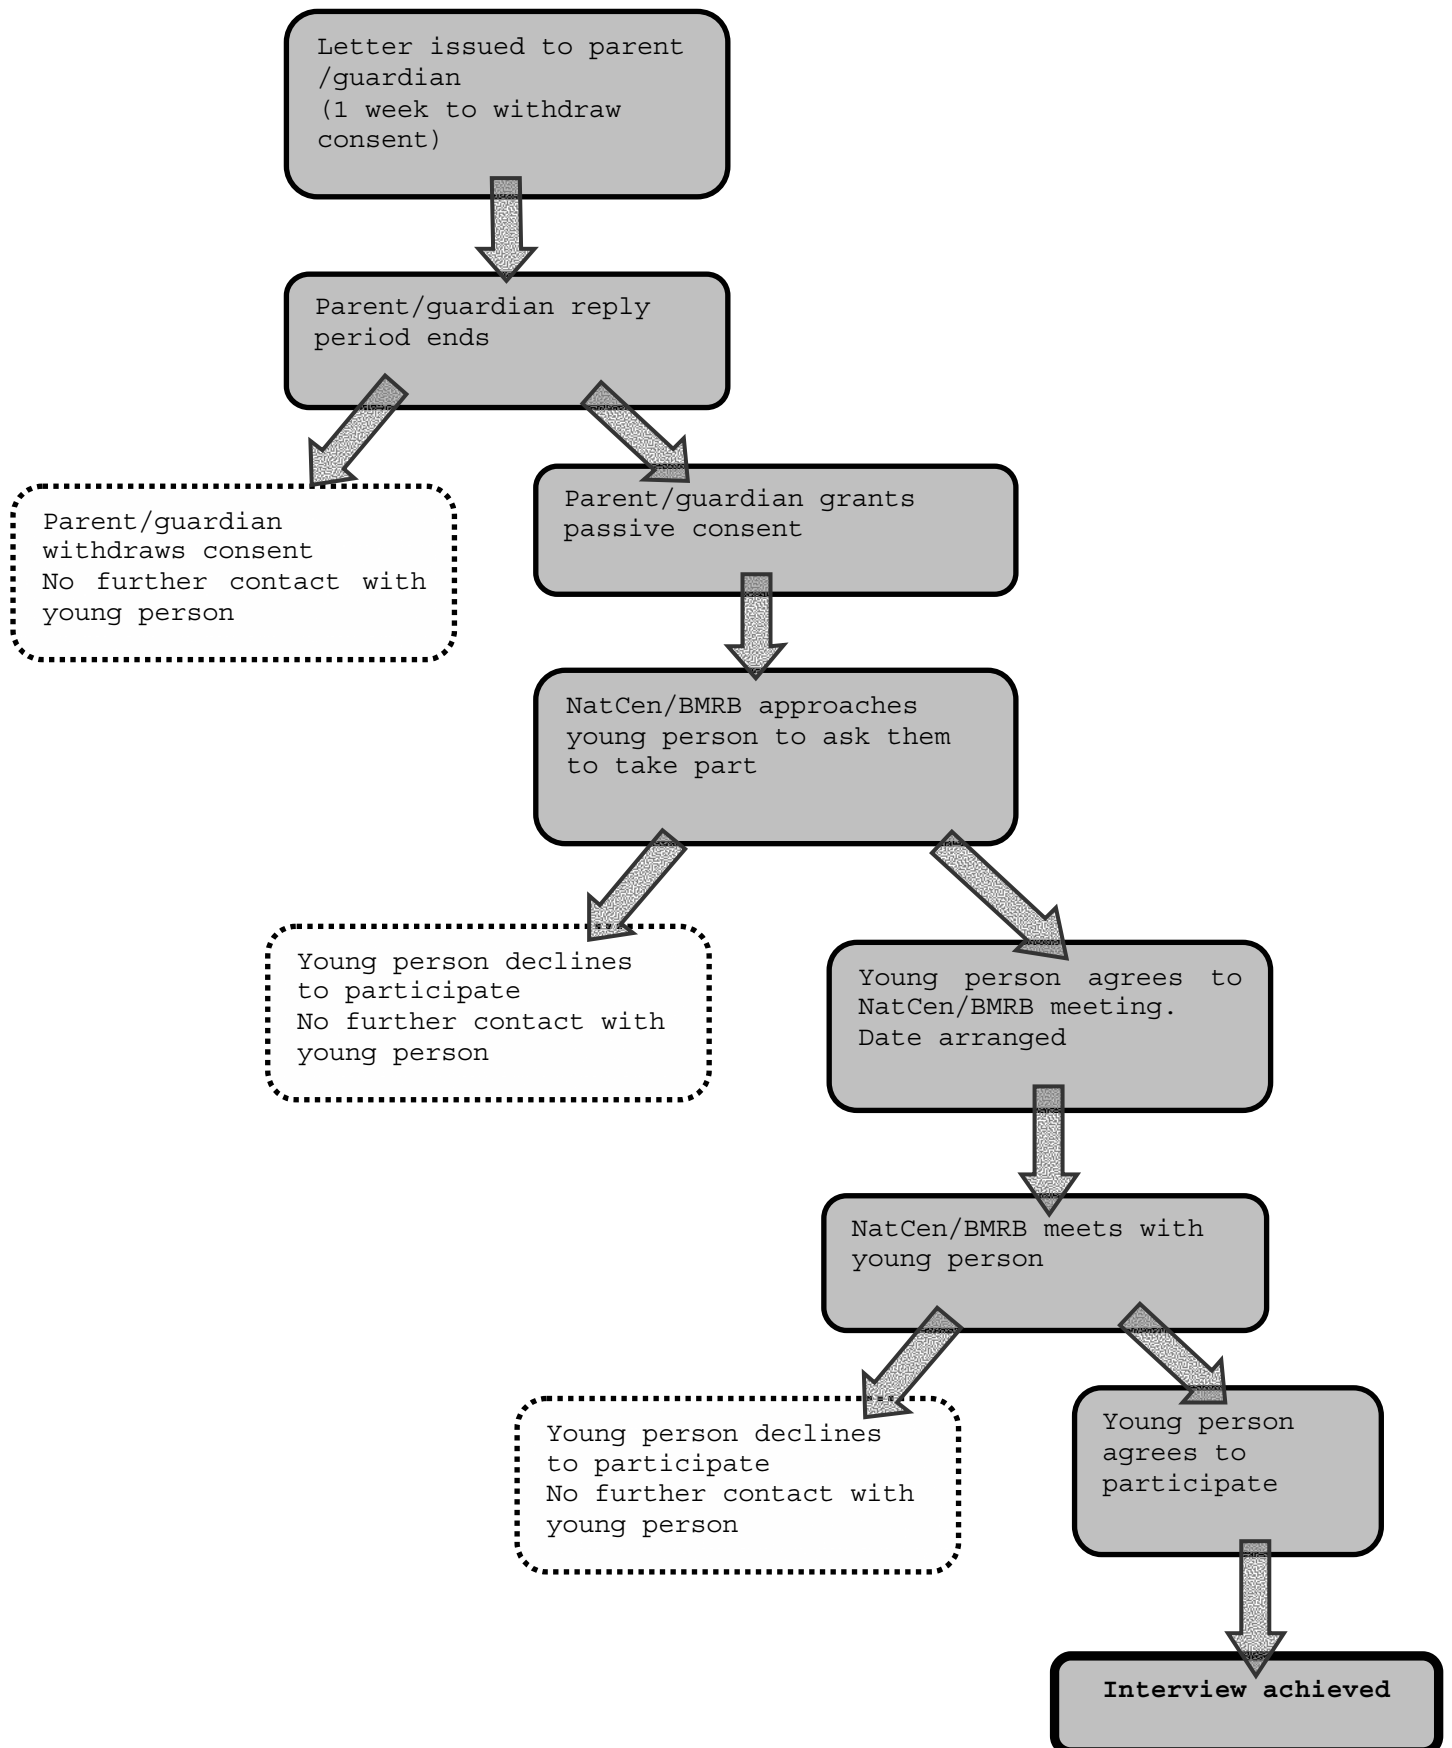 Letter issued to parent
/guardian
(1 week to withdraw
consent)
Parent/guardian reply
period ends
Parent/guardian
withdraws consent
No further contact with
young person
Parent/guardian grants
passive consent
NatCen/BMRB approaches
young person to ask them
to take part
Young person declines
to participate
No further contact with
young person
Young person agrees to
NatCen/BMRB meeting.
Date arranged
NatCen/BMRB meets with
young person
Young person declines
to participate
No further contact with
young person
Young person
agrees to
participate
Interview achieved